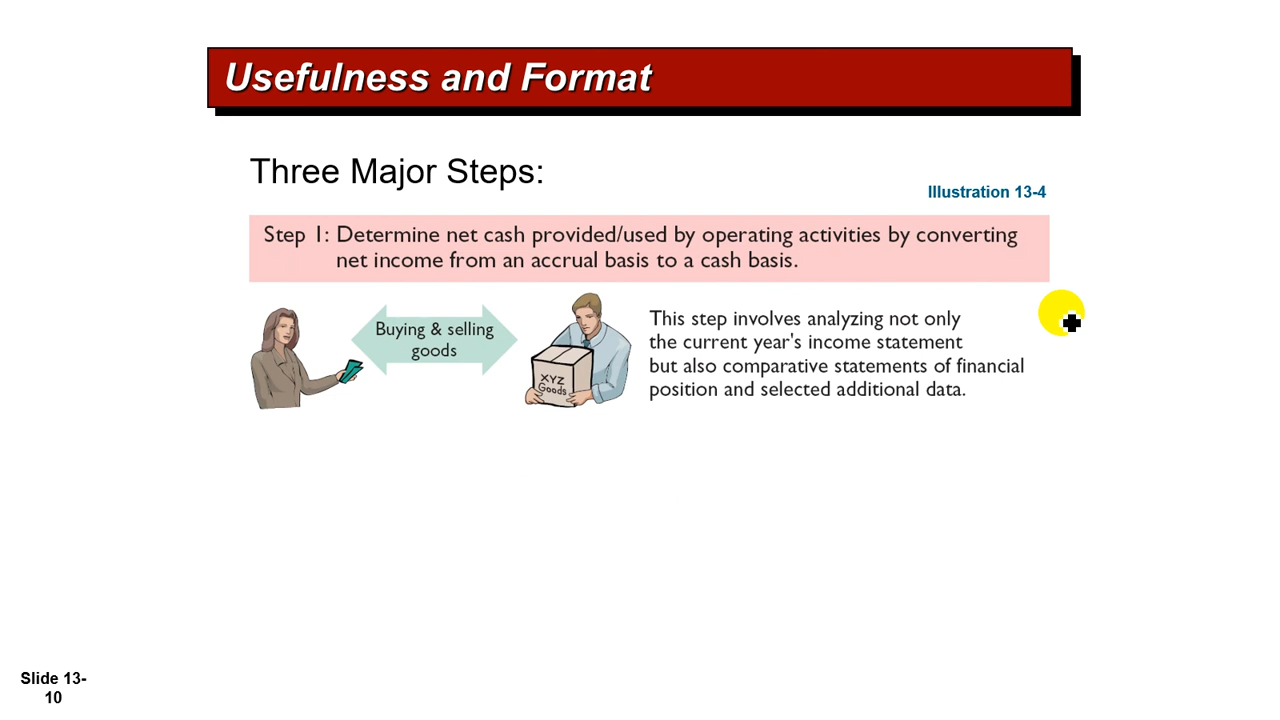 Usefulness and Format
Three Major Steps:
Illustration 13-4
Step 1: Determine net cash provided/used by operating activities by converting
net income from an accrual basis to a cash basis.
Buying & selling
goods
XYZ
Goods
This step involves analyzing not only
the current year's income statement
but also comparative statements of financial
position and selected additional data.
Slide 13-
10